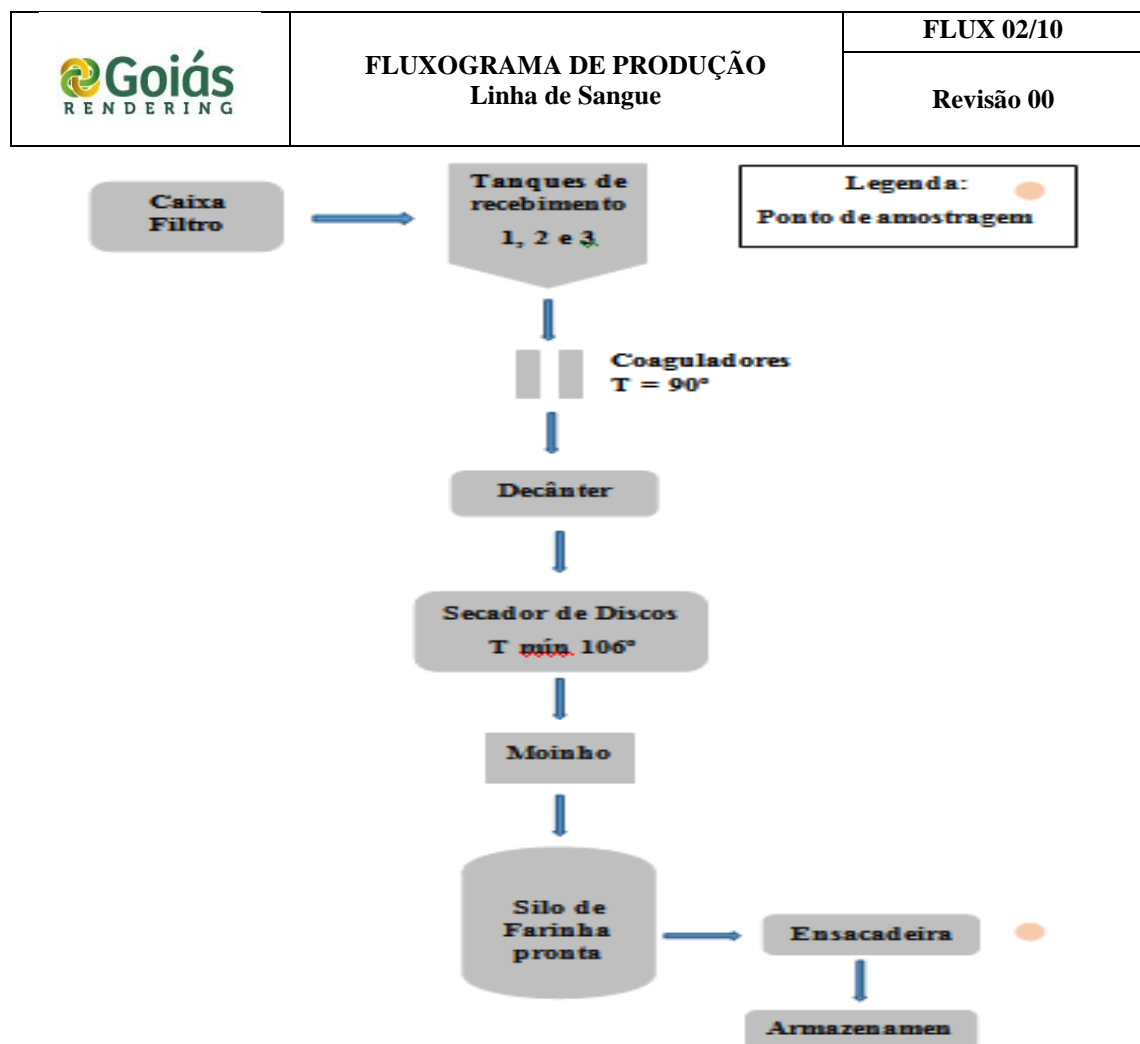 Goiás
RENDERING
FLUXOGRAMA DE PRODUÇÃO
Linha de Sangue
FLUX 02/10
Revisão 00
Caixa
Filtro
Tanques de
recebimento
1, 2 e 3.
Legenda:
Ponto de amostragem
Coaguladores
T = 90º
Decânter
Secador de Discos
T mín. 106º
Moinho
Silo de
Farinha
pronta
Ensacadeira
Armazenamen